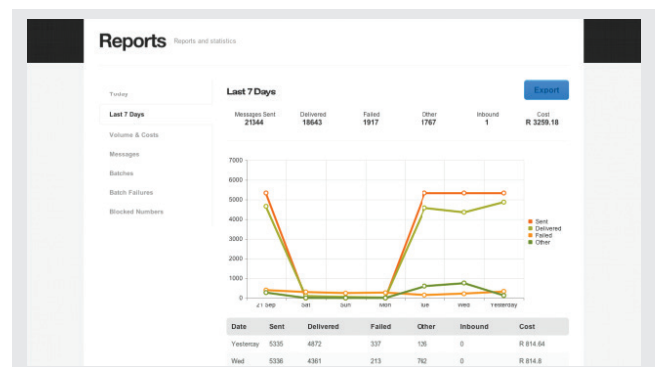 Reports Reports and statistics
Today
Last 7 Days
Volume & Costs
Messages
Batches
Batch Failures
Blocked Numbers
Last 7 Days
Export
Messages Sent Delivered Failed Other Inbound Cost
21344 18643 1917 1767 1 R 3259.18
7000
6000
5000
4000
3000
2000
1000
0
21 Sep Sat Sun Mon Tue Wed Yesterday
Sent
Delivered
Failed
Other
Date Sent Delivered Failed Other Inbound Cost
Yesterday 5335 4872 337 126 0 R 814.64
Wed 5336 4361 213 762 0 R 814.8